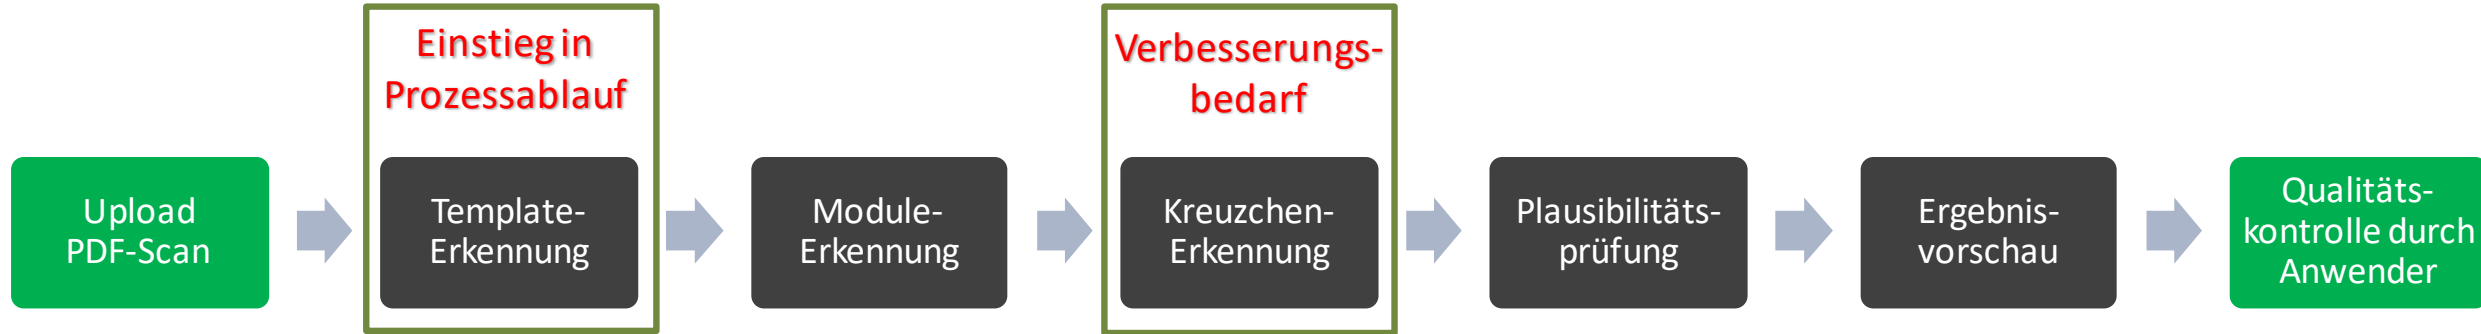 Einstieg in
Prozessablauf
Verbesserungs-
bedarf
Upload
PDF-Scan
Template-
Erkennung
Module-
Erkennung
Kreuzchen-
Erkennung
Plausibilitäts-
prüfung
Ergebnis-
vorschau
Qualitäts-
kontrolle durch
Anwender